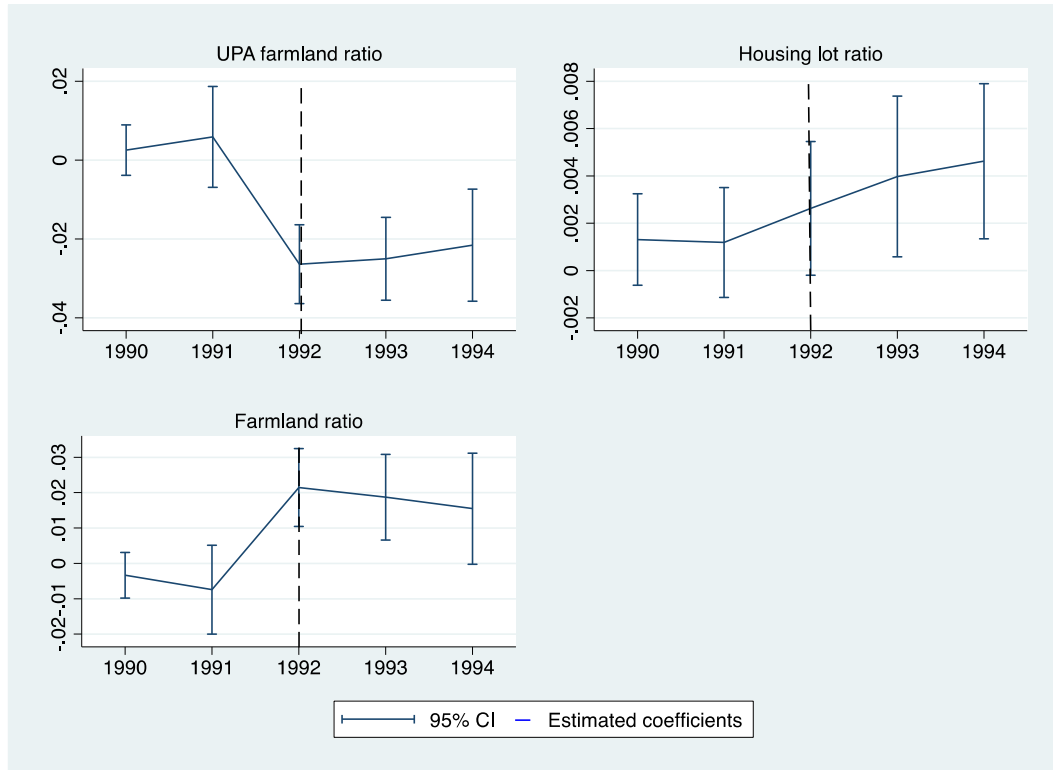 UPA farmland ratio
.02
0
-.02
-.04
1990 1991 1992 1993 1994
Housing lot ratio
.008
.006
.004
.002
0
-.002
1990 1991 1992 1993 1994
Farmland ratio
.03
.02
.01
0
-.01
-.02
1990 1991 1992 1993 1994
95% CI Estimated coefficients